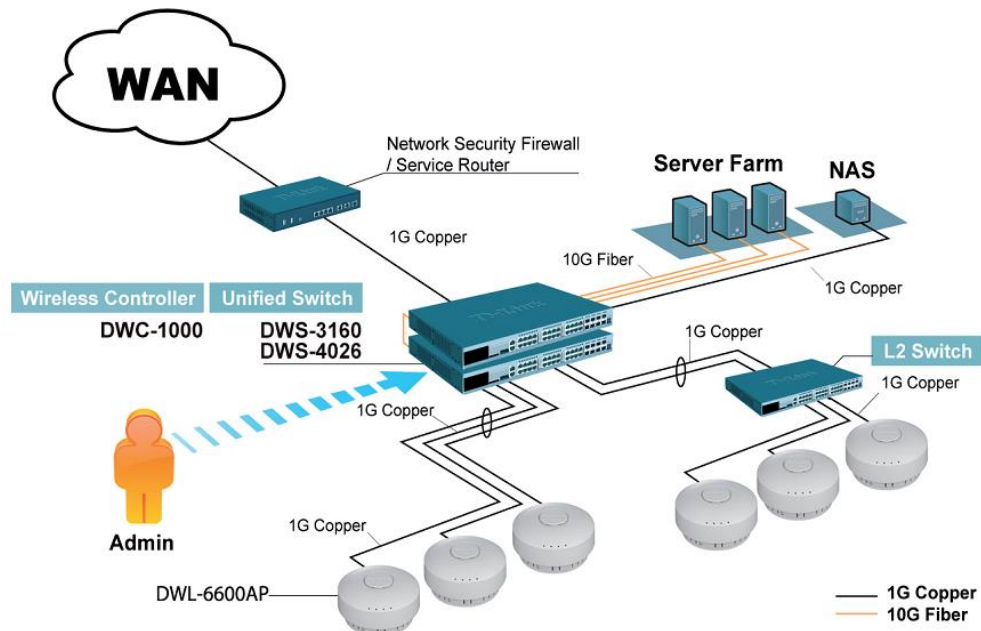 WAN
Network Security Firewall
/ Service Router
Server Farm
NAS
1G Copper
10G Fiber
1G Copper
Wireless Controller
Unified Switch
DWC-1000
DWS-3160
DWS-4026
1G Copper
L2 Switch
1G Copper
1G Copper
Admin
1G Copper
DWL-6600AP
1G Copper
10G Fiber